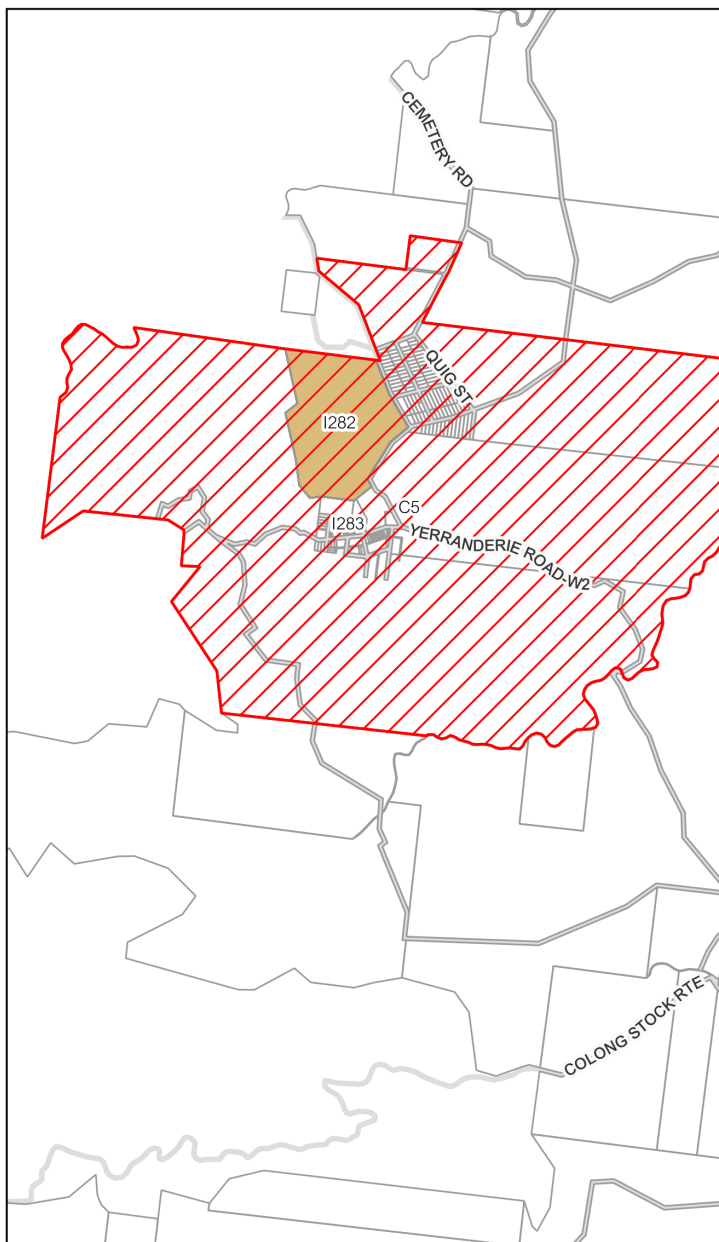 CEMETERY RD
QUIG ST
I282
C5
I283
YERRANDERIE ROAD-W2
COLONG STOCK RTE